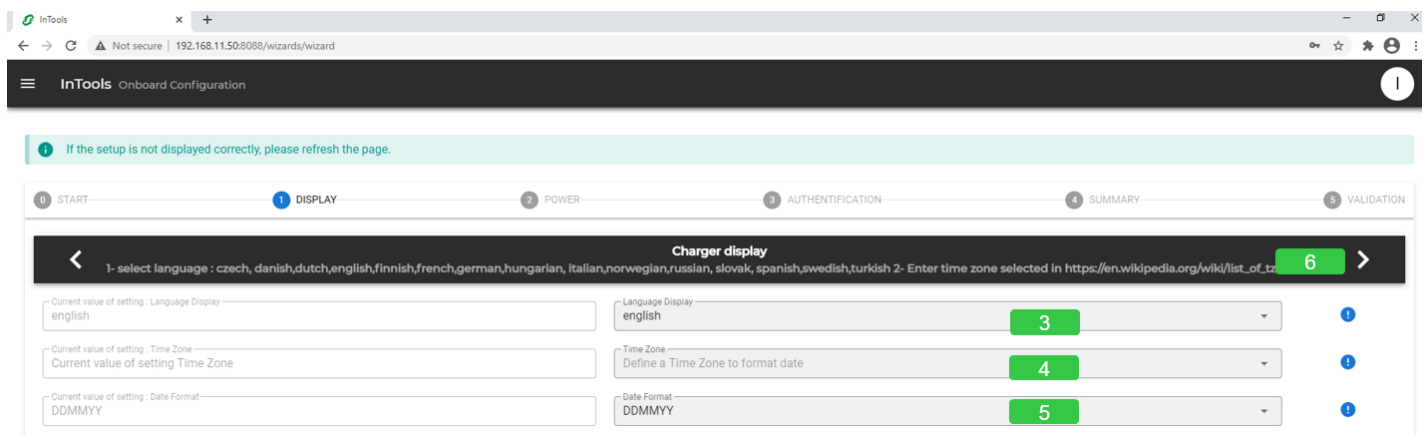 InTools
Not secure | 192.168.11.50:8088/wizards/wizard
InTools Onboard Configuration
I
If the setup is not displayed correctly, please refresh the page.
0 START 1 DISPLAY 2 POWER 3 AUTHENTIFICATION 4 SUMMARY 5 VALIDATION
Charger display
1- select language : czech, danish,dutch,english,finnish,french,german,hungarian, italian,norwegian,russian, slovak, spanish,swedish,turkish 2- Enter time zone selected in https://en.wikipedia.org/wiki/list_of_tz
6
Current value of setting : Language Display
english
Language Display
english
3
Current value of setting : Time Zone
Current value of setting Time Zone
Time Zone
Define a Time Zone to format date
4
Current value of setting : Date Format
DDMMYY
Date Format
DDMMYY
5